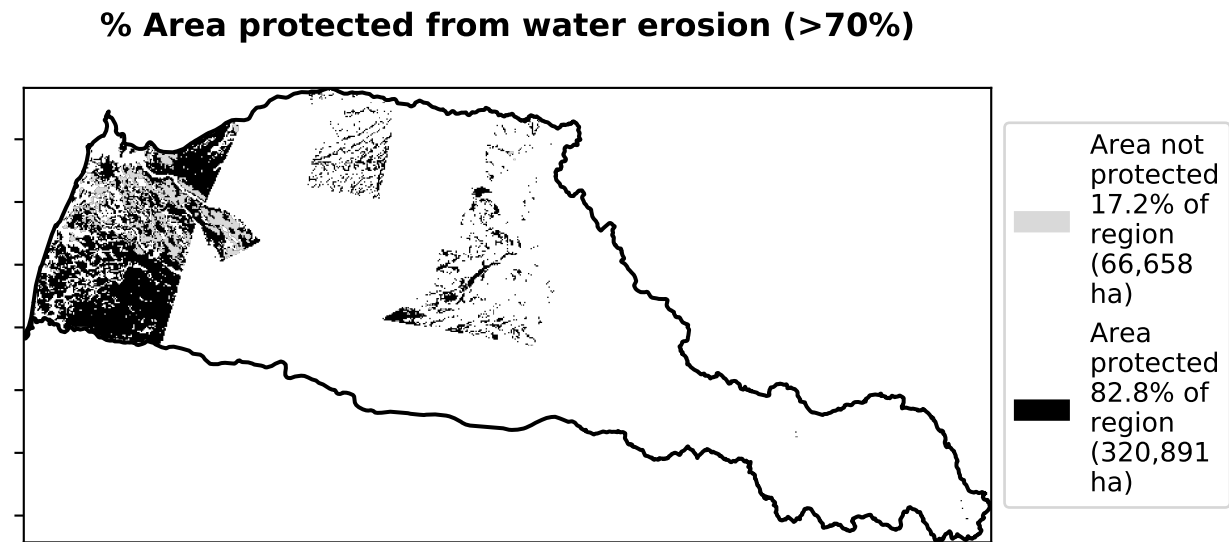 % Area protected from water erosion (>70%)
Area not
protected
17.2% of
region
(66,658
ha)
Area
protected
82.8% of
region
(320,891
ha)